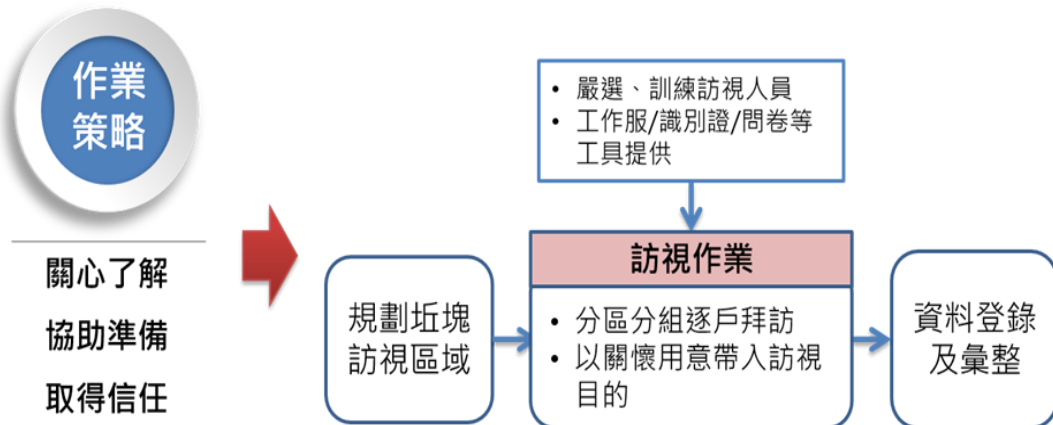 作業
策略
關心了解
協助準備
取得信任
• 嚴選、訓練訪視人員
• 工作服/識別證/問卷等
工具提供
規劃坵塊
訪視區域
訪視作業
• 分區分組逐戶拜訪
• 以關懷用意帶入訪視
目的
資料登錄
及彙整